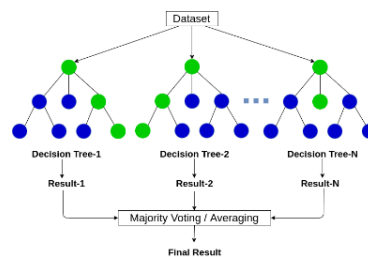 Dataset
Decision Tree-1
Decision Tree-2
Decision Tree-N
Result-1
Result-2
Result-N
Majority Voting / Averaging
Final Result